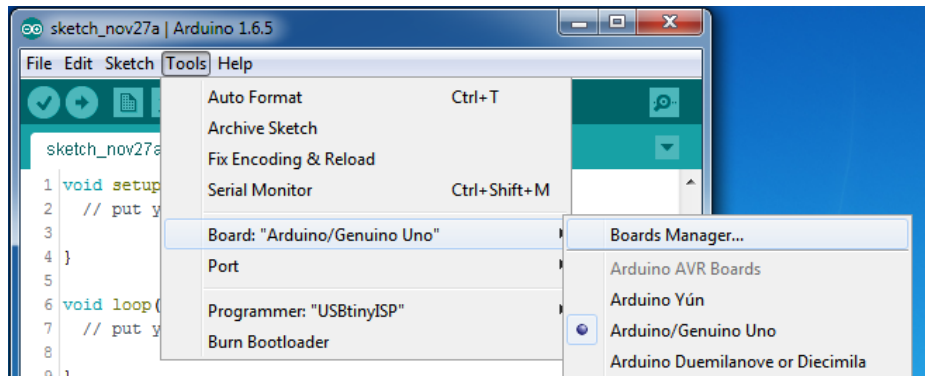 sketch_nov27a | Arduino 1.6.5
File Edit Sketch Tools Help
Auto Format Ctrl+T
Archive Sketch
sketch_nov27a
Fix Encoding & Reload
1 void setup
Serial Monitor Ctrl+Shift+M
2 // put y
3
Board: "Arduino/Genuino Uno"
Boards Manager...
4 }
Port
Arduino AVR Boards
5
Arduino Yún
6 void loop(
Programmer: "USBtinyISP"
7 // put y
Arduino/Genuino Uno
8
Burn Bootloader
Arduino Duemilanove or Diecimila
9 }